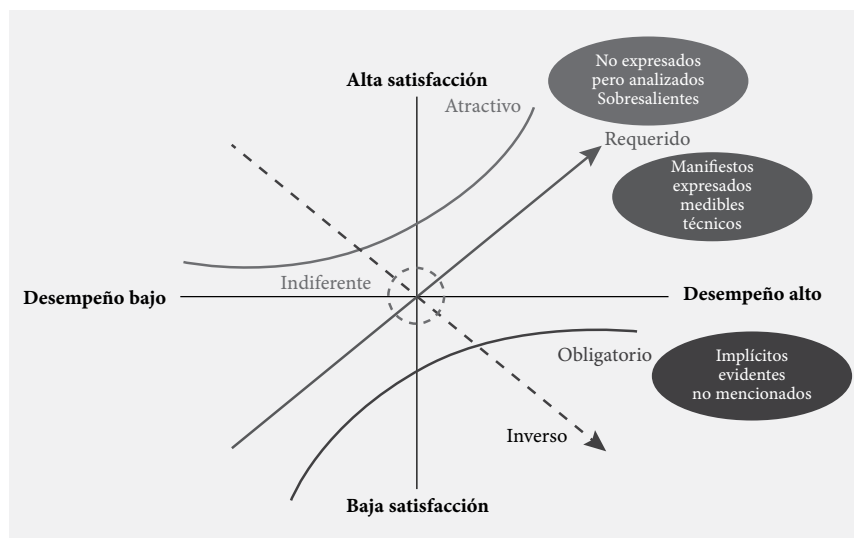 No expresados
pero analizados
Sobresalientes
Alta satisfacción
Atractivo
Requerido
Manifiestos
expresados
medibles
técnicos
Indiferente
Desempeño bajo
Desempeño alto
Obligatorio
Implícitos
evidentes
no mencionados
Inverso
Baja satisfacción